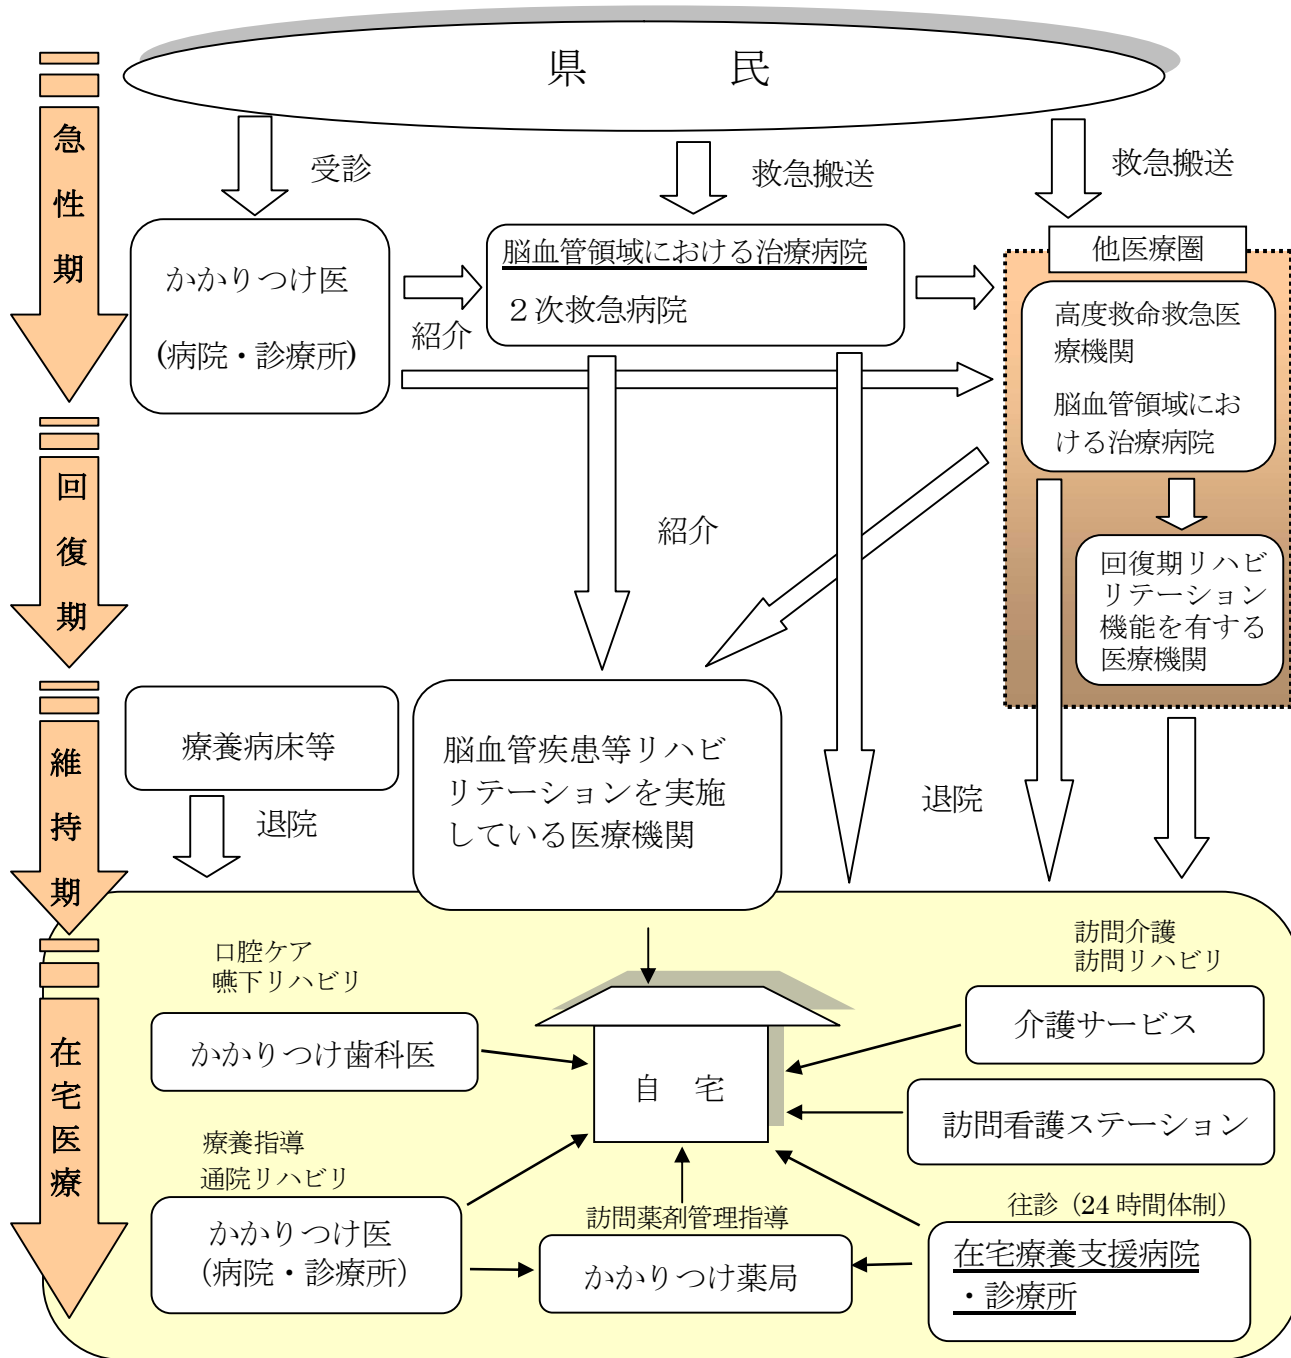 県　民
急性期
受診
救急搬送
救急搬送
かかりつけ医
(病院・診療所)
紹介
脳血管領域における治療病院
２次救急病院
他医療圏
高度救命救急医
療機関
脳血管領域にお
ける治療病院
回復期
紹介
回復期リハビ
リテーション
機能を有する
医療機関
維持期
療養病床等
退院
脳血管疾患等リハビ
リテーションを実施
している医療機関
退院
在宅医療
口腔ケア
嚥下リハビリ
かかりつけ歯科医
訪問介護
訪問リハビリ
介護サービス
自　宅
訪問看護ステーション
療養指導
通院リハビリ
かかりつけ医
（病院・診療所）
訪問薬剤管理指導
かかりつけ薬局
往診（24 時間体制）
在宅療養支援病院
・診療所